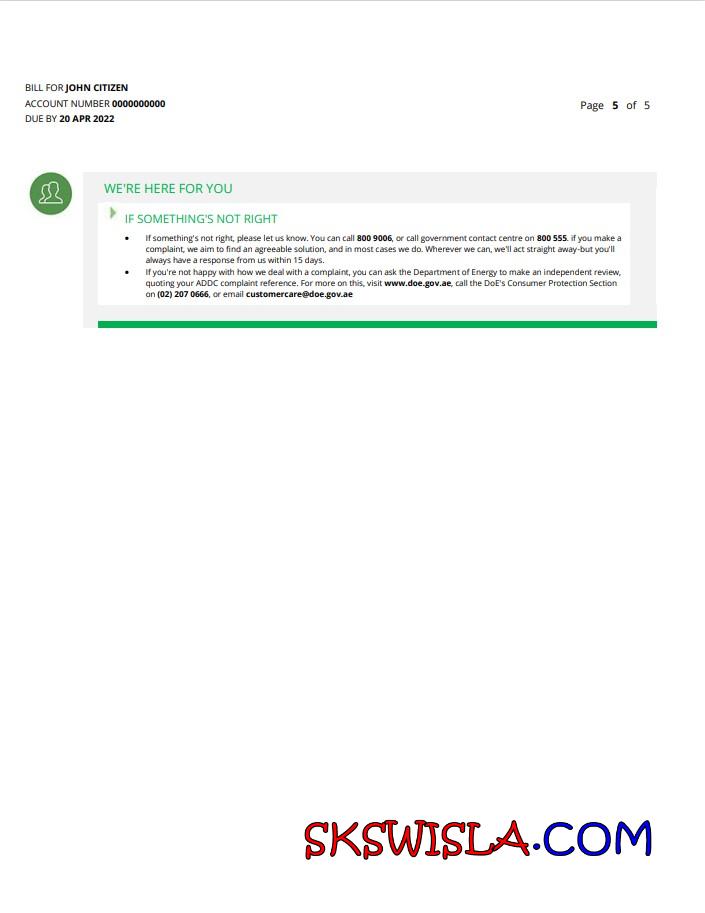 BILL FOR JOHN CITIZEN
ACCOUNT NUMBER 0000000000
DUE BY 20 APR 2022
Page 5 of 5
WE'RE HERE FOR YOU
IF SOMETHING'S NOT RIGHT
• If something's not right, please let us know. You can call 800 9006, or call government contact centre on 800 555. if you make a
complaint, we aim to find an agreeable solution, and in most cases we do. Wherever we can, we'll act straight away-but you'll
always have a response from us within 15 days.
• If you're not happy with how we deal with a complaint, you can ask the Department of Energy to make an independent review,
quoting your ADDC complaint reference. For more on this, visit www.doe.gov.ae, call the DoE's Consumer Protection Section
on (02) 207 0666, or email customercare@doe.gov.ae
SKSWISLA.COM